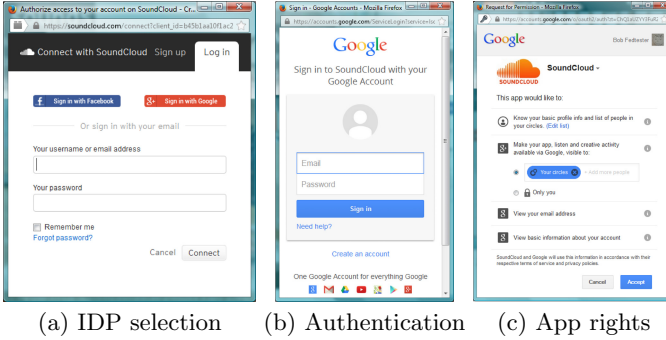 Authorize access to your account on SoundCloud - Cr...
https://soundcloud.com/connect?client_id=b45b1aa10f1ac2
Connect with SoundCloud Sign up Log in
Sign in with Facebook
Sign in with Google
Or sign in with your email
Your username or email address
Your password
Remember me
Forgot password?
Cancel Connect
(a) IDP selection
Sign in - Google Accounts - Mozilla Firefox
https://accounts.google.com/ServiceLogin?service=lso
Google
Sign in to SoundCloud with your
Google Account
Email
Password
Sign in
Need help?
Create an account
One Google Account for everything Google
(b) Authentication
Request for Permission - Mozilla Firefox
Google
Bob Fedtester
SOUNDCLOUD
SoundCloud
This app would like to:
Know your basic profile info and list of people in
your circles. (Edit list)
Make your app, listen and creative activity
available via Google, visible to:
Your circles + add more people
Only you
View your email address
View basic information about your account
SoundCloud and Google will use this information in accordance with their
respective terms of service and privacy policies.
Cancel Accept
(c) App rights